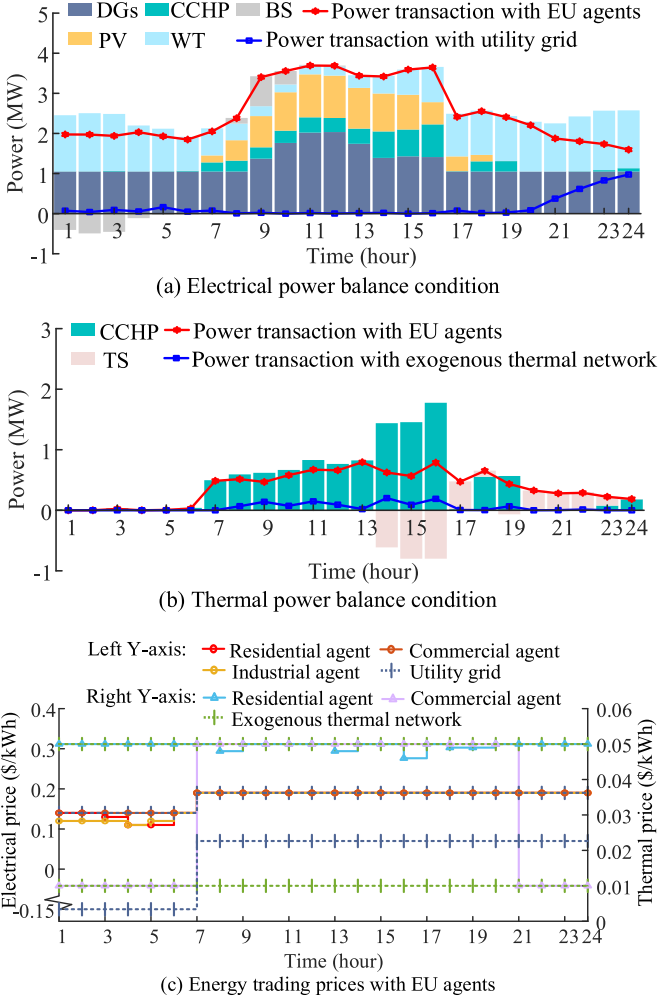 DGs CCHP BS Power transaction with EU agents
PV WT Power transaction with utility grid
5
4
3
2
1
0
-1
Power (MW)
1 3 5 7 9 11 13 15 17 19 21 23 24
Time (hour)
(a) Electrical power balance condition
CCHP Power transaction with EU agents
TS Power transaction with exogenous thermal network
3
2
1
0
-1
Power (MW)
1 3 5 7 9 11 13 15 17 19 21 23 24
Time (hour)
(b) Thermal power balance condition
Left Y-axis: Residential agent Commercial agent
Industrial agent Utility grid
Right Y-axis: Residential agent Commercial agent
Exogenous thermal network
0.4
0.3
0.2
0.1
0
-0.15
Electrical price ($/kWh)
0.06
0.05
0.04
0.03
0.02
0.01
0
Thermal price ($/kWh)
1 3 5 7 9 11 13 15 17 19 21 23 24
Time (hour)
(c) Energy trading prices with EU agents